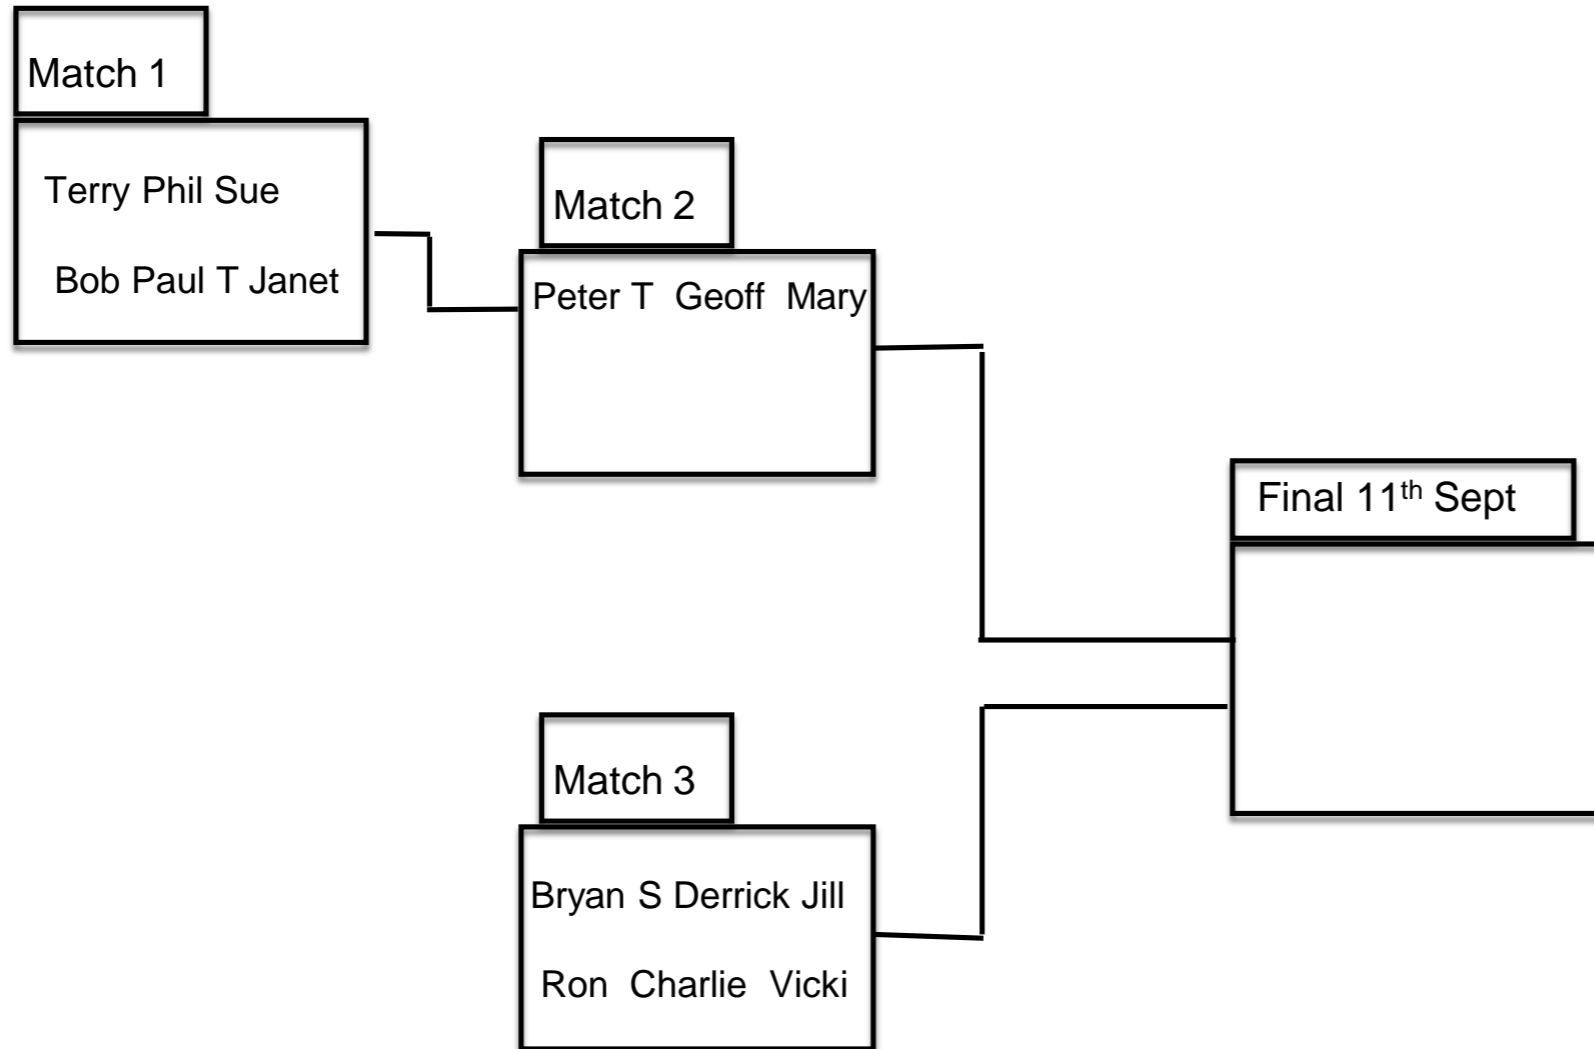 Match 1
Terry Phil Sue
Bob Paul T Janet
Match 2
Peter T Geoff Mary
Final 11th Sept
Match 3
Bryan S Derrick Jill
Ron Charlie Vicki